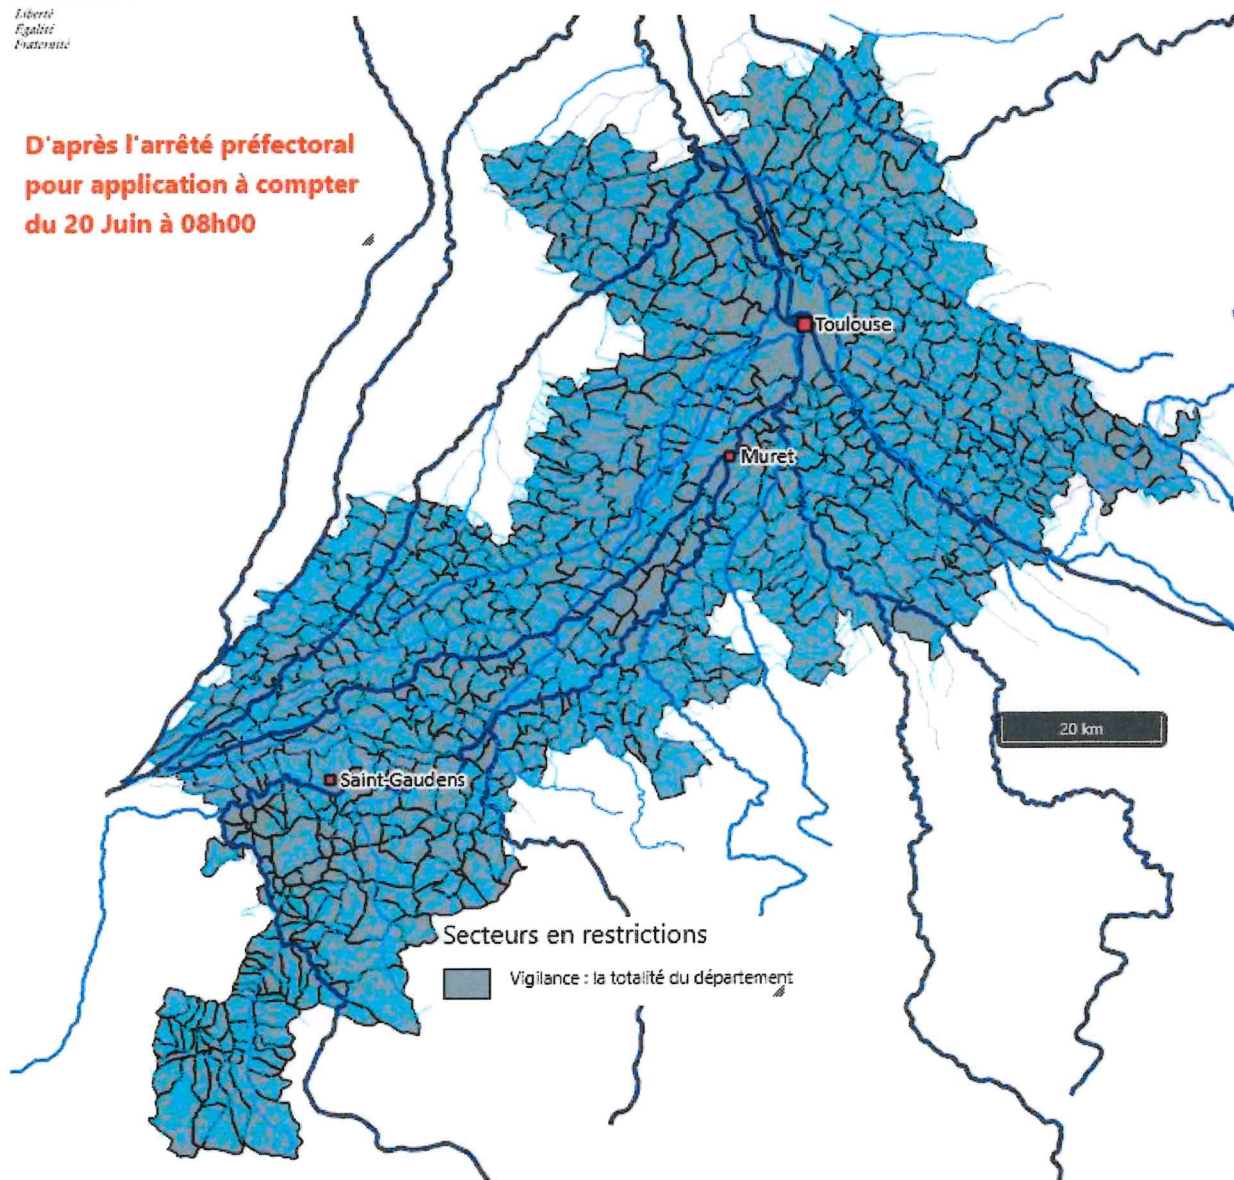 Liberté
Égalité
Fraternité
D'après l'arrêté préfectoral
pour application à compter
du 20 Juin à 08h00
Toulouse
Muret
20 km
Saint-Gaudens
Secteurs en restrictions
Vigilance : la totalité du département